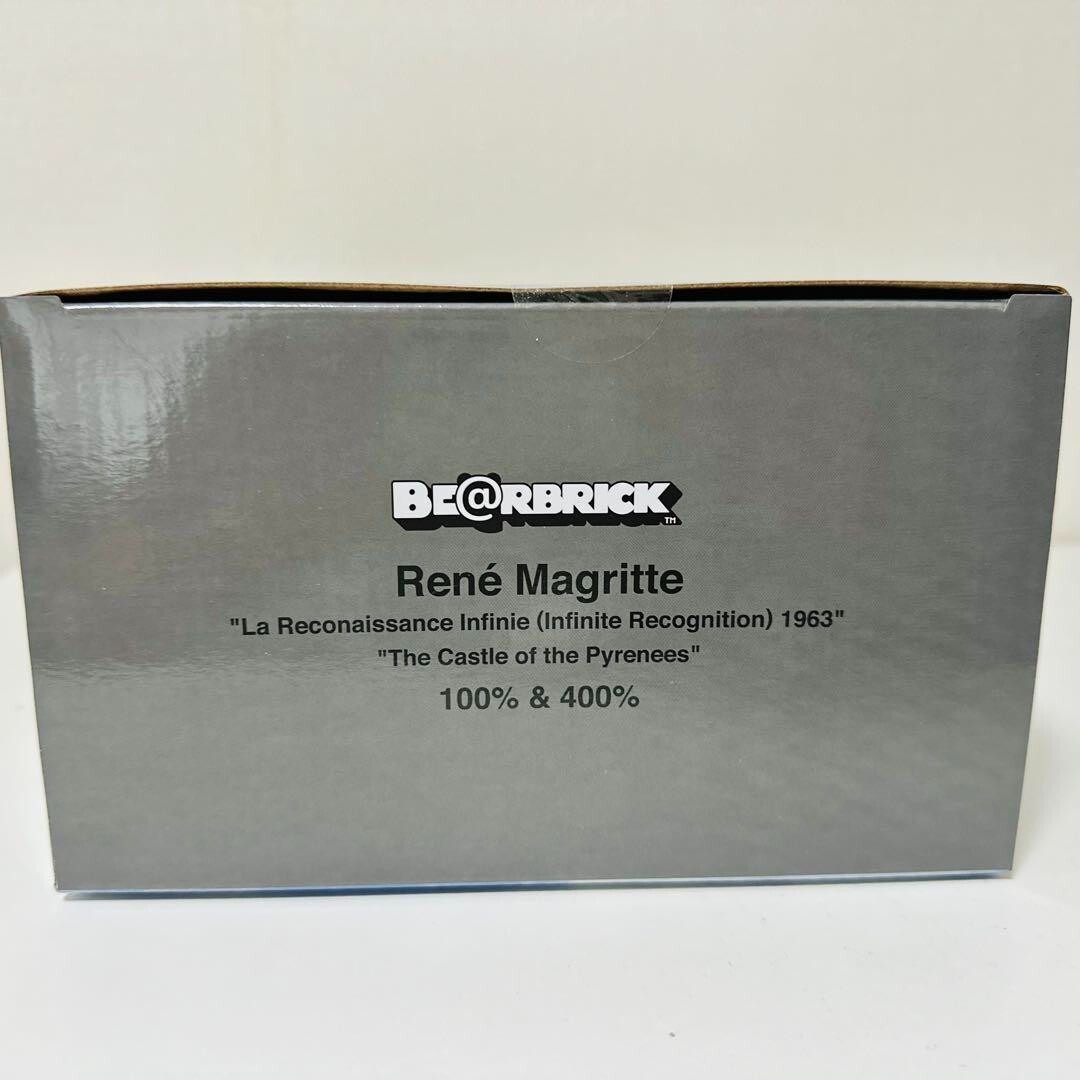 BE@RBRICK TM
René Magritte
"La Reconaissance Infinie (Infinite Recognition) 1963"
"The Castle of the Pyrenees"
100% & 400%